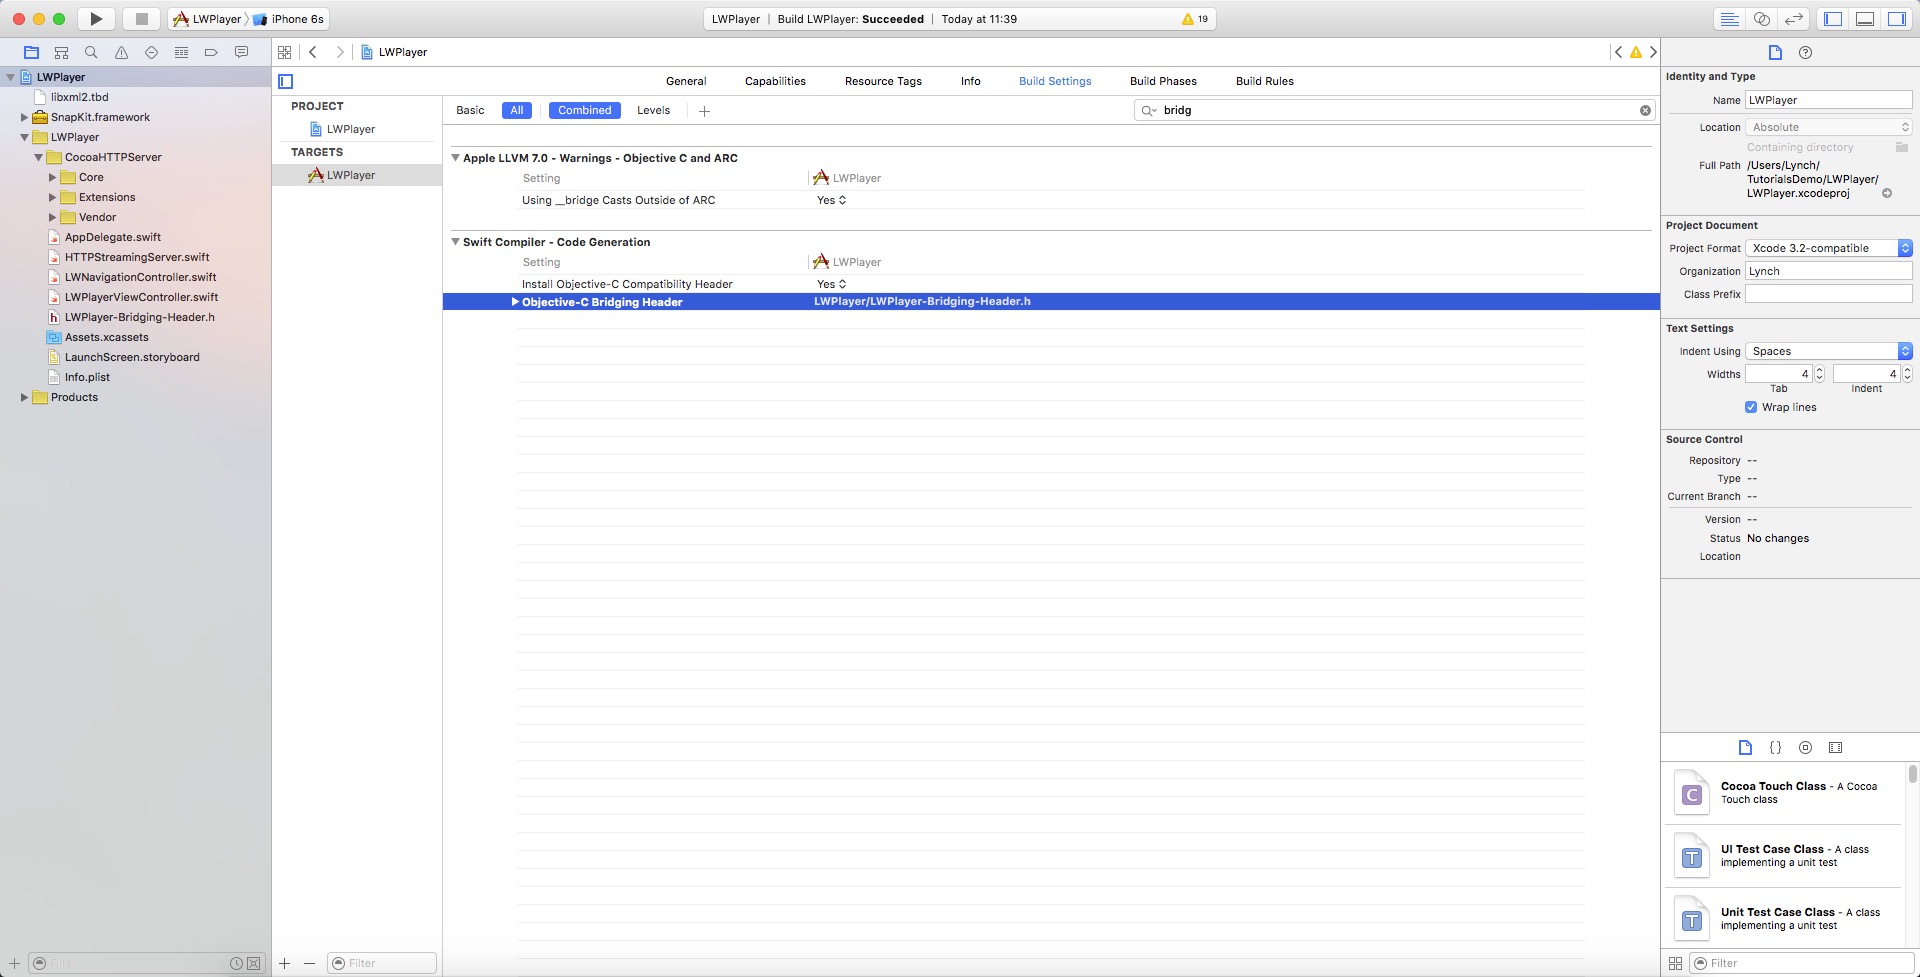 LWPlayer
iPhone 6s
LWPlayer | Build LWPlayer: Succeeded | Today at 11:39
19
LWPlayer
libxml2.tbd
SnapKit.framework
LWPlayer
CocoaHTTPServer
Core
Extensions
Vendor
AppDelegate.swift
HTTPStreamingServer.swift
LWNavigationController.swift
LWPlayerViewController.swift
LWPlayer-Bridging-Header.h
Assets.xcassets
LaunchScreen.storyboard
Info.plist
Products
Filter
LWPlayer
General Capabilities Resource Tags Info Build Settings Build Phases Build Rules
PROJECT
LWPlayer
TARGETS
LWPlayer
Filter
Basic All Combined Levels
bridg
Apple LLVM 7.0 - Warnings - Objective C and ARC
Setting LWPlayer
Using __bridge Casts Outside of ARC Yes
Swift Compiler - Code Generation
Setting LWPlayer
Install Objective-C Compatibility Header Yes
Objective-C Bridging Header LWPlayer/LWPlayer-Bridging-Header.h
Identity and Type
Name LWPlayer
Location Absolute
Containing directory
Full Path /Users/Lynch/
TutorialsDemo/LWPlayer/
LWPlayer.xcodeproj
Project Document
Project Format Xcode 3.2-compatible
Organization Lynch
Class Prefix
Text Settings
Indent Using Spaces
Widths 4 4
Tab Indent
Wrap lines
Source Control
Repository --
Type --
Current Branch --
Version --
Status No changes
Location
{}
C
Cocoa Touch Class - A Cocoa
Touch class
T
UI Test Case Class - A class
implementing a unit test
T
Unit Test Case Class - A class
implementing a unit test
Filter